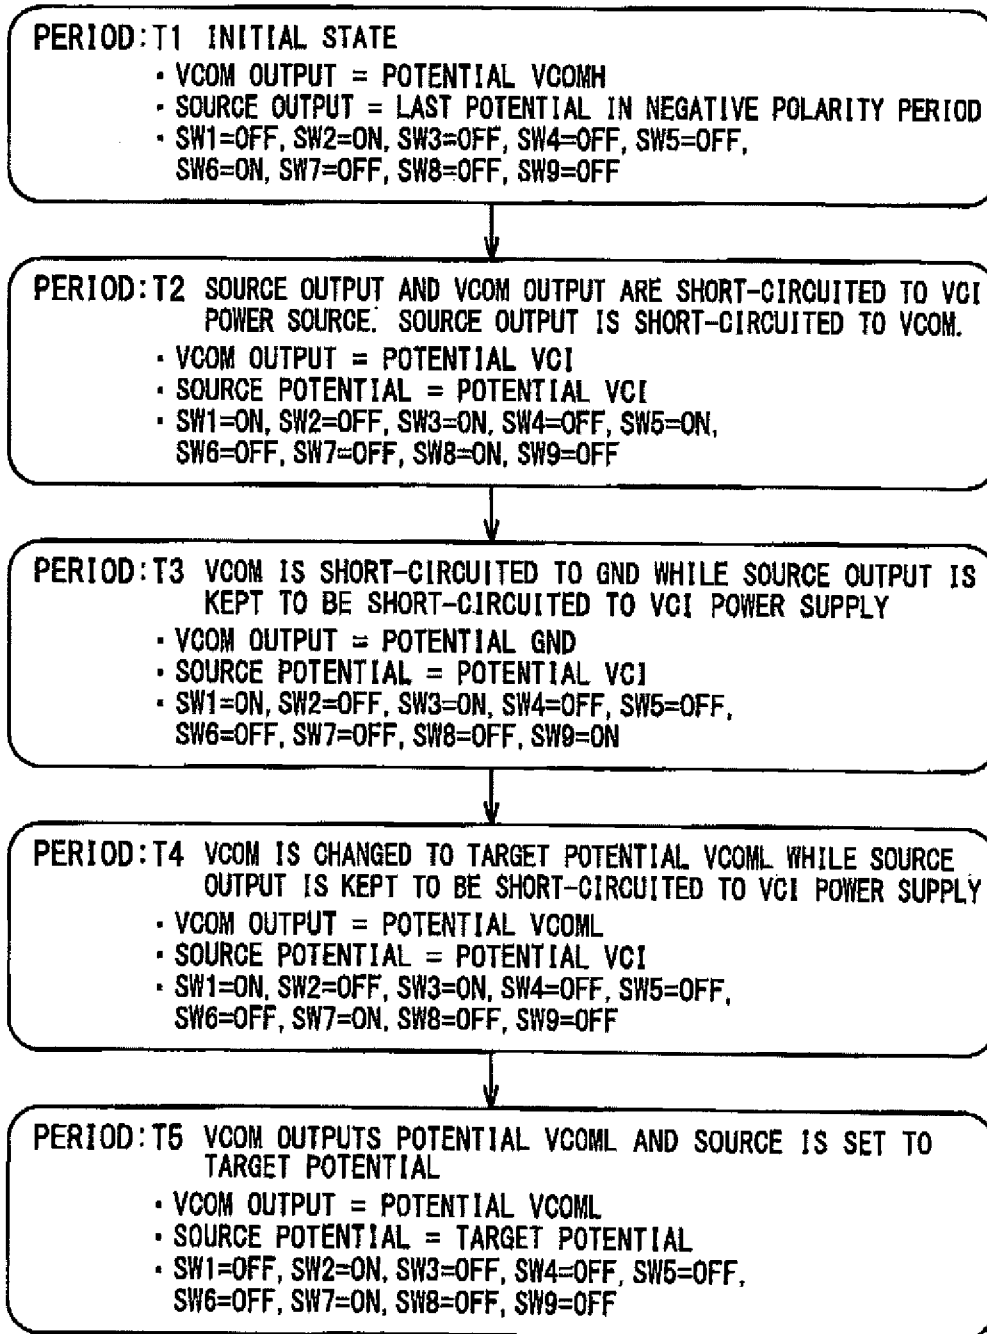 PERIOD:T1 INITIAL STATE
· VCOM OUTPUT = POTENTIAL VCOMH
· SOURCE OUTPUT = LAST POTENTIAL IN NEGATIVE POLARITY PERIOD
· SW1=OFF, SW2=ON, SW3=OFF, SW4=OFF, SW5=OFF,
SW6=ON, SW7=OFF, SW8=OFF, SW9=OFF
PERIOD:T2 SOURCE OUTPUT AND VCOM OUTPUT ARE SHORT-CIRCUITED TO VCI
POWER SOURCE. SOURCE OUTPUT IS SHORT-CIRCUITED TO VCOM.
· VCOM OUTPUT = POTENTIAL VCI
· SOURCE POTENTIAL = POTENTIAL VCI
· SW1=ON, SW2=OFF, SW3=ON, SW4=OFF, SW5=ON,
SW6=OFF, SW7=OFF, SW8=ON, SW9=OFF
PERIOD:T3 VCOM IS SHORT-CIRCUITED TO GND WHILE SOURCE OUTPUT IS
KEPT TO BE SHORT-CIRCUITED TO VCI POWER SUPPLY
· VCOM OUTPUT = POTENTIAL GND
· SOURCE POTENTIAL = POTENTIAL VCI
· SW1=ON, SW2=OFF, SW3=ON, SW4=OFF, SW5=OFF,
SW6=OFF, SW7=OFF, SW8=OFF, SW9=ON
PERIOD:T4 VCOM IS CHANGED TO TARGET POTENTIAL VCOML WHILE SOURCE
OUTPUT IS KEPT TO BE SHORT-CIRCUITED TO VCI POWER SUPPLY
· VCOM OUTPUT = POTENTIAL VCOML
· SOURCE POTENTIAL = POTENTIAL VCI
· SW1=ON, SW2=OFF, SW3=ON, SW4=OFF, SW5=OFF,
SW6=OFF, SW7=ON, SW8=OFF, SW9=OFF
PERIOD:T5 VCOM OUTPUTS POTENTIAL VCOML AND SOURCE IS SET TO
TARGET POTENTIAL
· VCOM OUTPUT = POTENTIAL VCOML
· SOURCE POTENTIAL = TARGET POTENTIAL
· SW1=OFF, SW2=ON, SW3=OFF, SW4=OFF, SW5=OFF,
SW6=OFF, SW7=ON, SW8=OFF, SW9=OFF